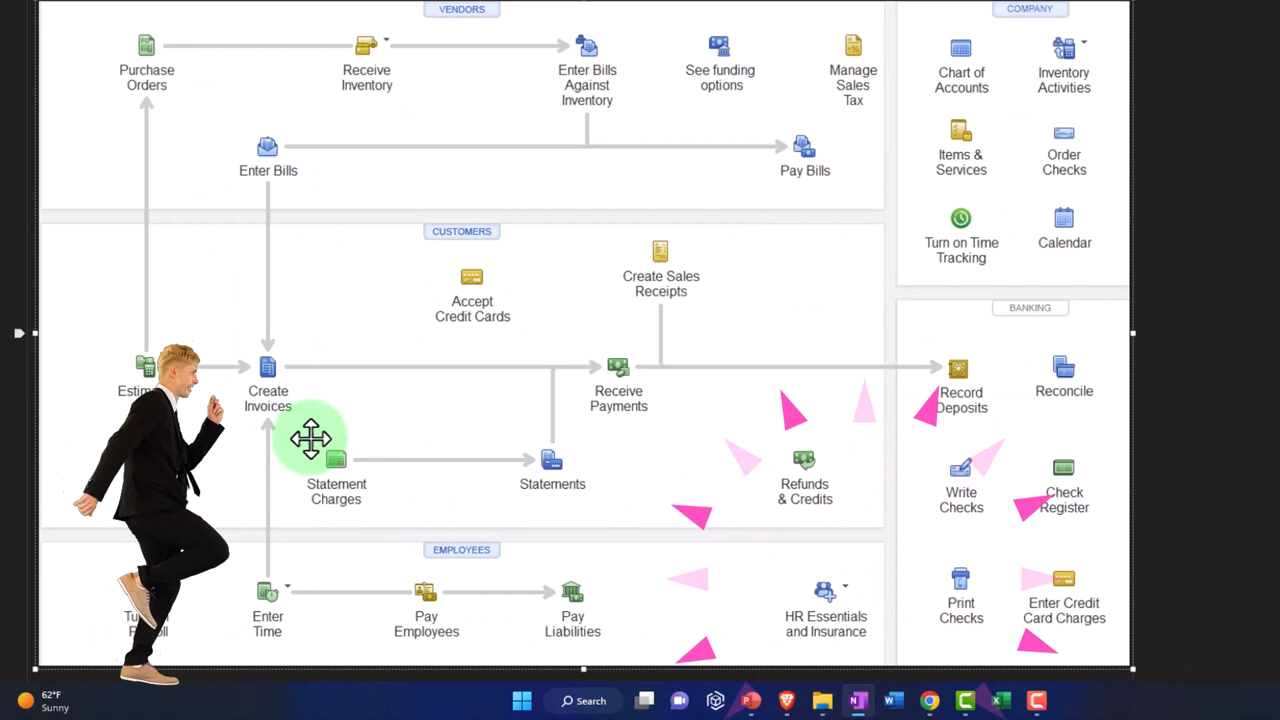 VENDORS
Purchase
Orders
Receive
Inventory
Enter Bills
Against
Inventory
See funding
options
Manage
Sales
Tax
Enter Bills
Pay Bills
CUSTOMERS
Create Sales
Receipts
Accept
Credit Cards
Create
Invoices
Receive
Payments
Statement
Charges
Statements
Refunds
& Credits
EMPLOYEES
Enter
Time
Pay
Employees
Pay
Liabilities
HR Essentials
and Insurance
COMPANY
Chart of
Accounts
Inventory
Activities
Items &
Services
Order
Checks
Turn on Time
Tracking
Calendar
BANKING
Record
Deposits
Reconcile
Write
Checks
Check
Register
Print
Checks
Enter Credit
Card Charges
62°F
Sunny
Search